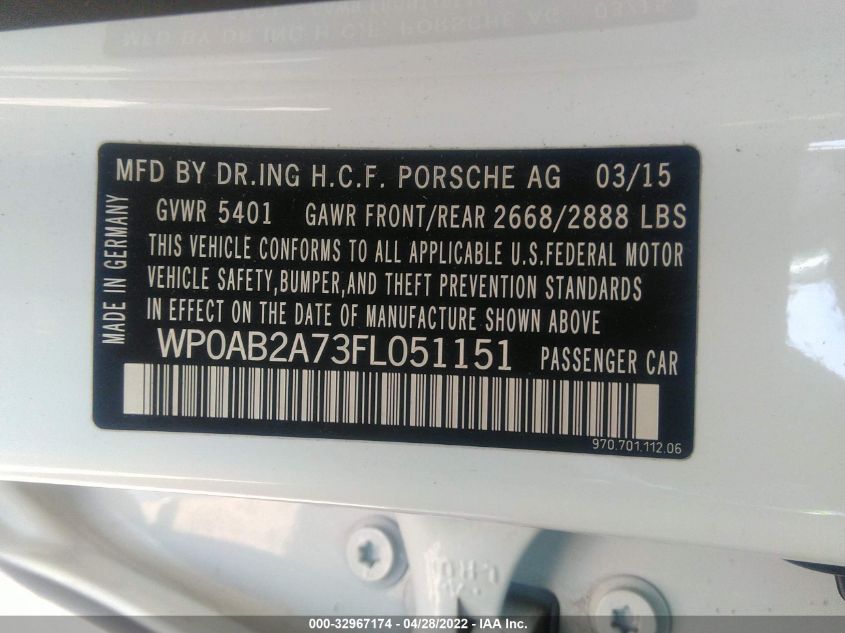 MFD BY DR.ING H.C.F. PORSCHE AG 03/15
GVWR 5401 GAWR FRONT/REAR 2668/2888 LBS
THIS VEHICLE CONFORMS TO ALL APPLICABLE U.S.FEDERAL MOTOR
VEHICLE SAFETY,BUMPER,AND THEFT PREVENTION STANDARDS
IN EFFECT ON THE DATE OF MANUFACTURE SHOWN ABOVE
MADE IN GERMANY
WP0AB2A73FL051151 PASSENGER CAR
970.701.112.06
000-32967174 | 04/28/2022 | IAA Inc.